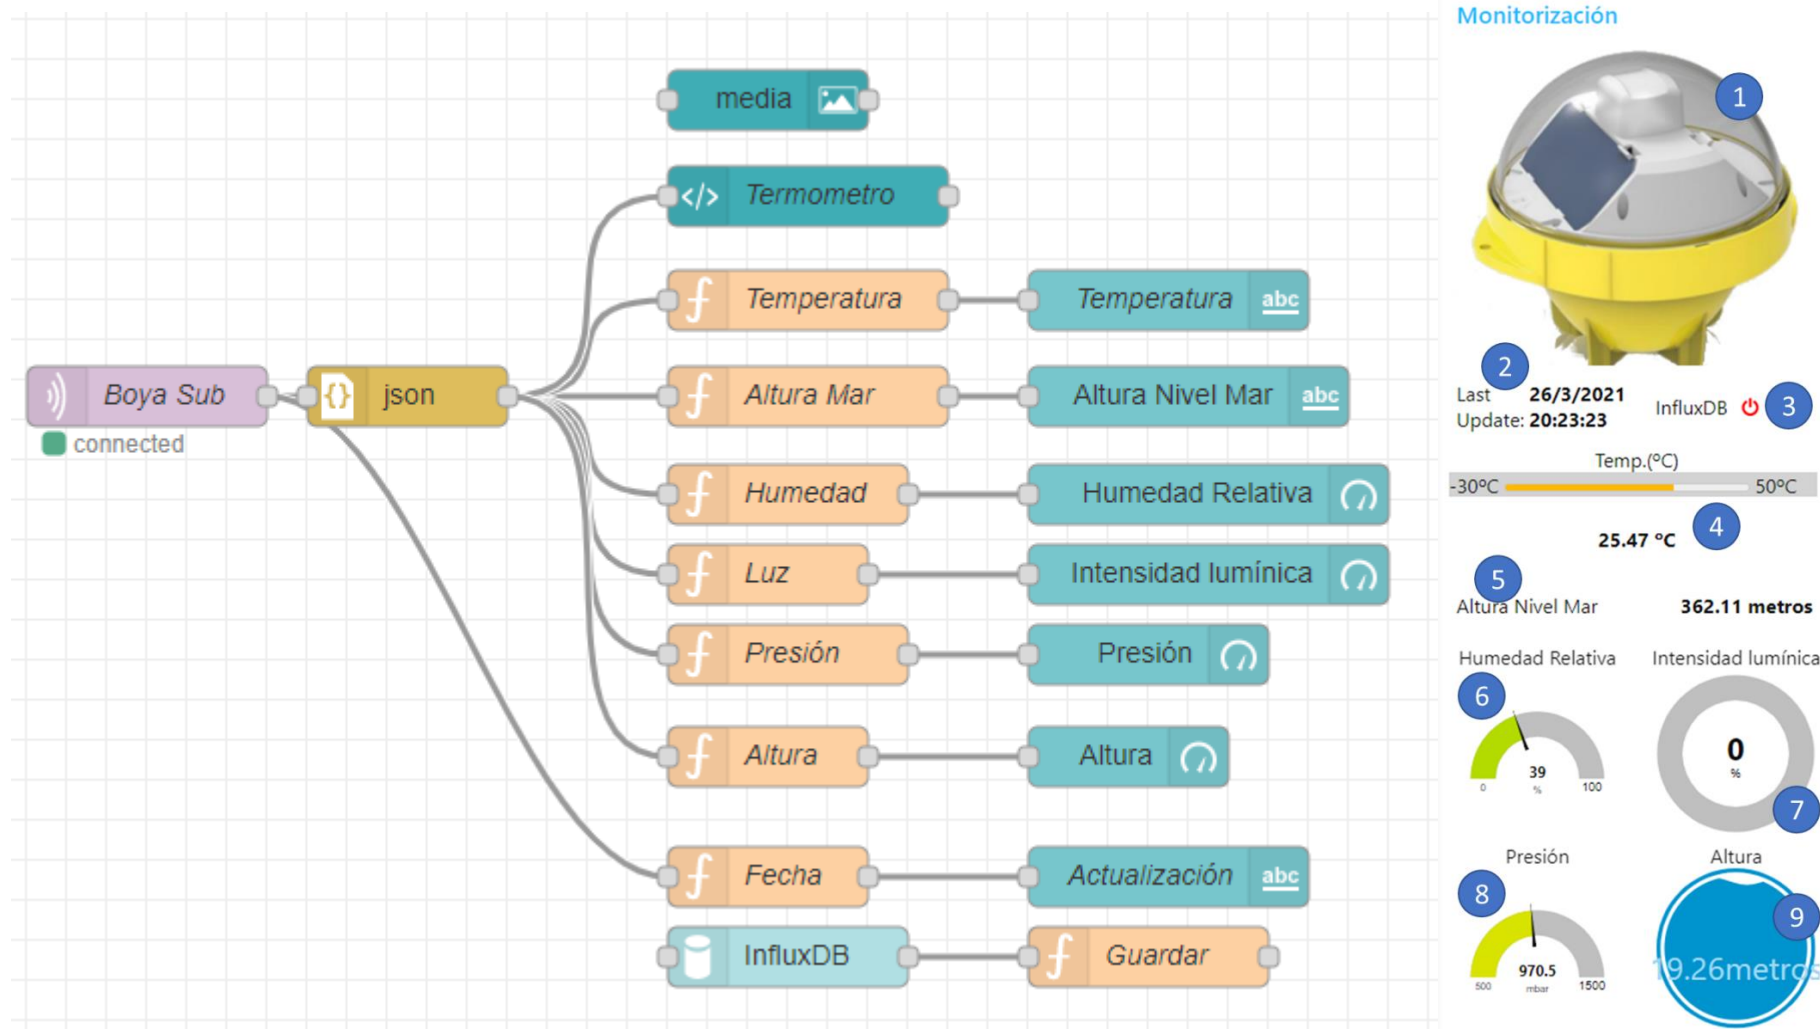 media
</> Termometro
Temperatura
Temperatura abc
Boya Sub
connected
{} json
Altura Mar
Altura Nivel Mar abc
Humedad
Humedad Relativa
Luz
Intensidad lumínica
Presión
Presión
Altura
Altura
Fecha
Actualización abc
InfluxDB
Guardar
Monitorización
1
2
Last Update: 26/3/2021 20:23:23
InfluxDB
3
Temp.(ºC)
-30ºC 50ºC
25.47 ºC
4
5
Altura Nivel Mar 362.11 metros
Humedad Relativa
6
39
%
0 100
Intensidad lumínica
0
%
7
Presión
8
970.5
mbar
500 1500
Altura
9
19.26metros